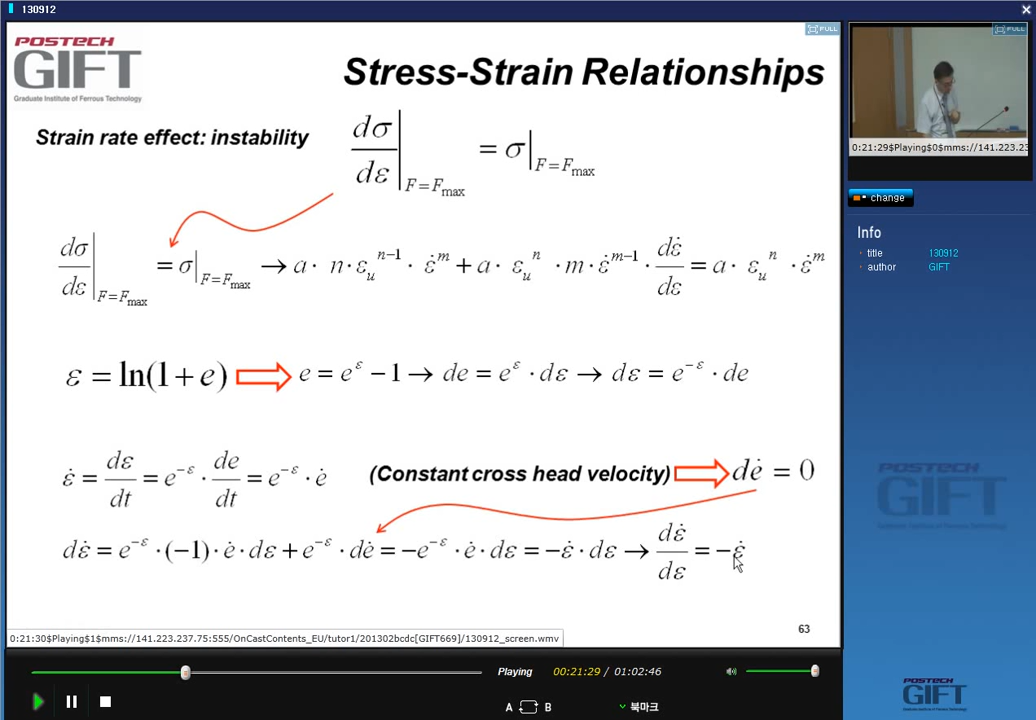 130912
FULL
POSTECH
GIFT
Graduate Institute of Ferrous Technology
Stress-Strain Relationships
Strain rate effect: instability
dσ/dε |F=Fmax = σ|F=Fmax
dσ/dε |F=Fmax = σ|F=Fmax → a · n · ε_u^(n−1) · ε̇^m + a · ε_u^n · m · ε̇^(m−1) · dε̇/dε = a · ε_u^n · ε̇^m
ε = ln(1 + e) ⇒ e = e^ε − 1 → de = e^ε · dε → dε = e^(−ε) · de
ε̇ = dε/dt = e^(−ε) · de/dt = e^(−ε) · ė
(Constant cross head velocity) ⇒ dė = 0
dε̇ = e^(−ε) · (−1) · ė · dε + e^(−ε) · dė = −e^(−ε) · ė · dε = −ε̇ · dε → dε̇/dε = −ε̇
0:21:30$Playing$1$mms://141.223.237.75:555/OnCastContents_EU/tutor1/201302bcdc[GIFT669]/130912_screen.wmv
63
Playing
00:21:29 / 01:02:46
A B
북마크
FULL
0:21:29$Playing$0$mms://141.223.23
change
Info
title 130912
author GIFT
POSTECH
GIFT
POSTECH
GIFT